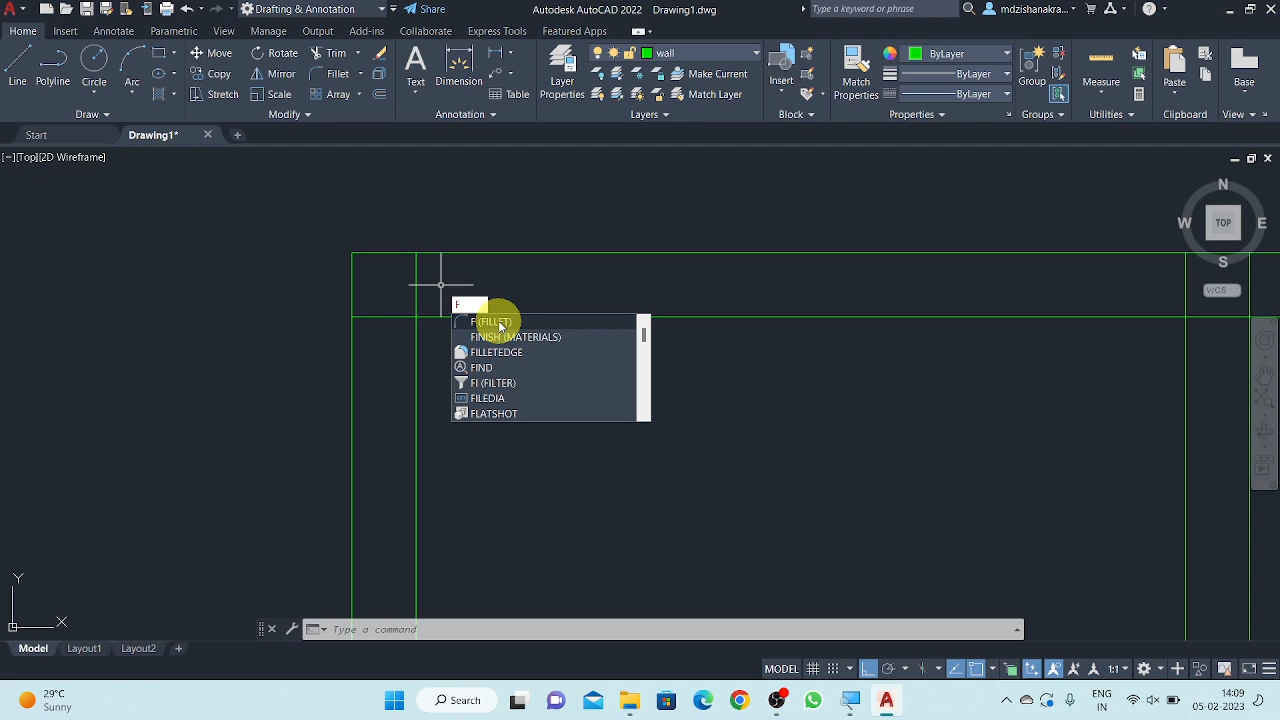 Drafting & Annotation
Share
Autodesk AutoCAD 2022 Drawing1.dwg
Type a keyword or phrase
mdzishanakra...
Home Insert Annotate Parametric View Manage Output Add-ins Collaborate Express Tools Featured Apps
Line
Polyline
Circle
Arc
Move
Rotate
Trim
Copy
Mirror
Fillet
Stretch
Scale
Array
Text
Dimension
Table
Layer
Properties
wall
Make Current
Match Layer
Insert
Match
Properties
ByLayer
ByLayer
ByLayer
Group
Measure
Paste
Base
Draw
Modify
Annotation
Layers
Block
Properties
Groups
Utilities
Clipboard
View
Start
Drawing1*
[−][Top][2D Wireframe]
N
W
TOP
E
S
WCS
F
F (FILLET)
FINISH (MATERIALS)
FILLETEDGE
FIND
FI (FILTER)
FILEDIA
FLATSHOT
Y
X
Type a command
Model Layout1 Layout2
MODEL
1:1
29°C
Sunny
Search
ENG
IN
14:09
05-02-2023